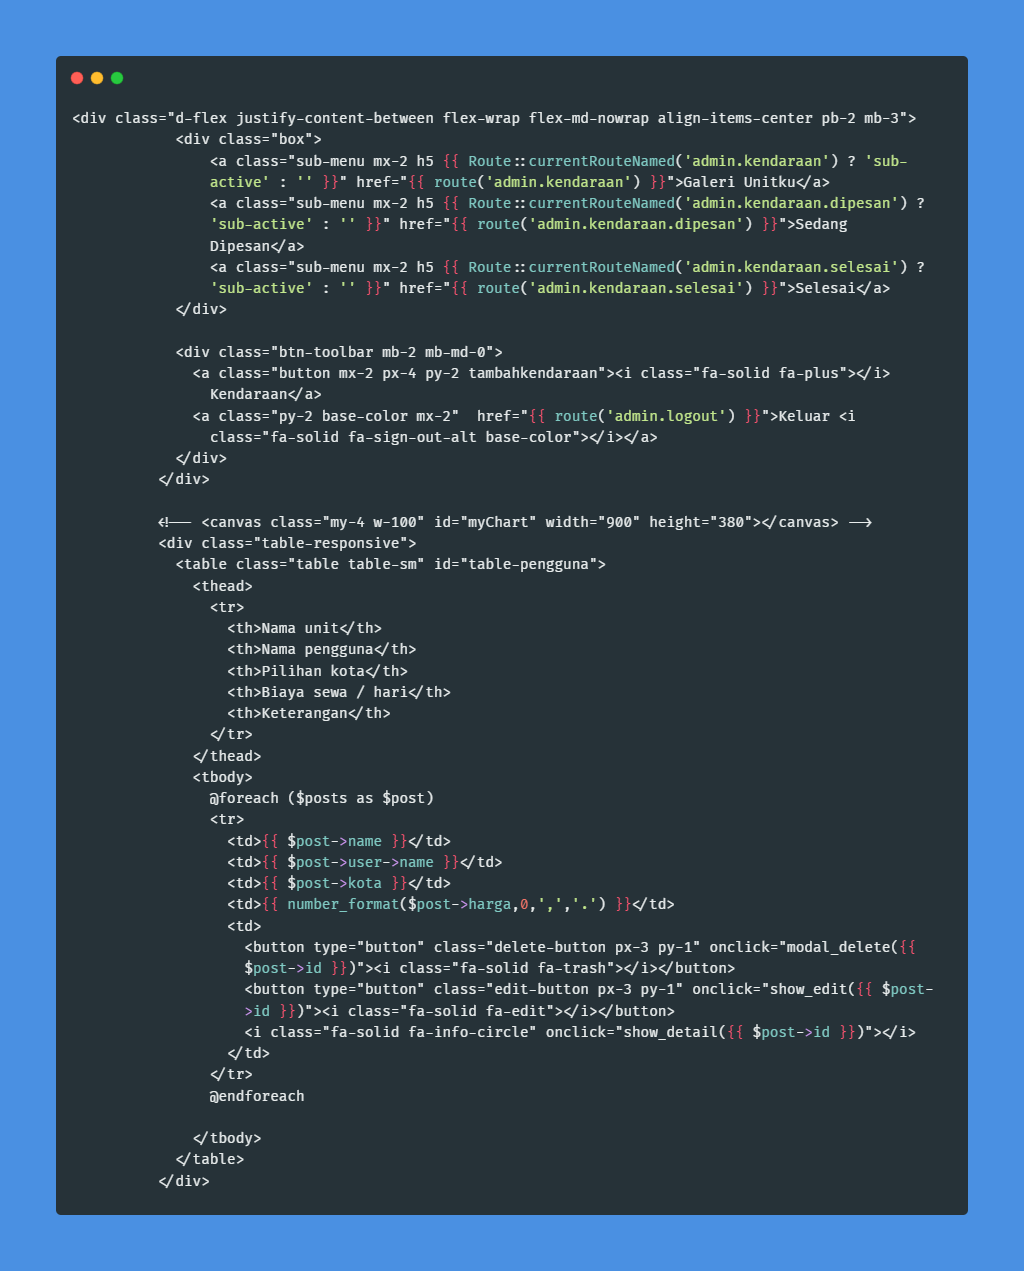 <div class="d-flex justify-content-between flex-wrap flex-md-nowrap align-items-center pb-2 mb-3">
            <div class="box">
                <a class="sub-menu mx-2 h5 {{ Route::currentRouteNamed('admin.kendaraan') ? 'sub-
                active' : '' }}" href="{{ route('admin.kendaraan') }}">Galeri Unitku</a>
                <a class="sub-menu mx-2 h5 {{ Route::currentRouteNamed('admin.kendaraan.dipesan') ?
                'sub-active' : '' }}" href="{{ route('admin.kendaraan.dipesan') }}">Sedang
                Dipesan</a>
                <a class="sub-menu mx-2 h5 {{ Route::currentRouteNamed('admin.kendaraan.selesai') ?
                'sub-active' : '' }}" href="{{ route('admin.kendaraan.selesai') }}">Selesai</a>
            </div>

            <div class="btn-toolbar mb-2 mb-md-0">
              <a class="button mx-2 px-4 py-2 tambahkendaraan"><i class="fa-solid fa-plus"></i>
                Kendaraan</a>
              <a class="py-2 base-color mx-2"  href="{{ route('admin.logout') }}">Keluar <i
                class="fa-solid fa-sign-out-alt base-color"></i></a>
            </div>
          </div>

          <!-- <canvas class="my-4 w-100" id="myChart" width="900" height="380"></canvas> -->
          <div class="table-responsive">
            <table class="table table-sm" id="table-pengguna">
              <thead>
                <tr>
                  <th>Nama unit</th>
                  <th>Nama pengguna</th>
                  <th>Pilihan kota</th>
                  <th>Biaya sewa / hari</th>
                  <th>Keterangan</th>
                </tr>
              </thead>
              <tbody>
                @foreach ($posts as $post)
                <tr>
                  <td>{{ $post->name }}</td>
                  <td>{{ $post->user->name }}</td>
                  <td>{{ $post->kota }}</td>
                  <td>{{ number_format($post->harga,0,',','.') }}</td>
                  <td>
                    <button type="button" class="delete-button px-3 py-1" onclick="modal_delete({{
                    $post->id }})"><i class="fa-solid fa-trash"></i></button>
                    <button type="button" class="edit-button px-3 py-1" onclick="show_edit({{ $post-
                    >id }})"><i class="fa-solid fa-edit"></i></button>
                    <i class="fa-solid fa-info-circle" onclick="show_detail({{ $post->id }})"></i>
                  </td>
                </tr>
                @endforeach

              </tbody>
            </table>
          </div>